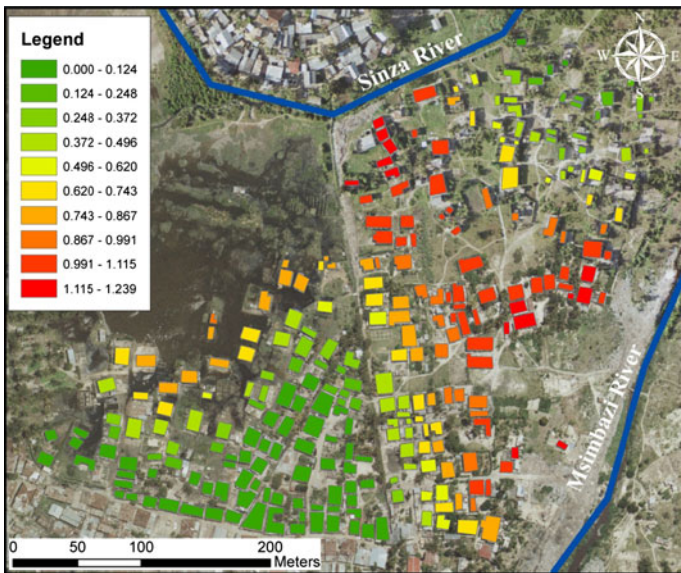 Legend
0.000 - 0.124
0.124 - 0.248
0.248 - 0.372
0.372 - 0.496
0.496 - 0.620
0.620 - 0.743
0.743 - 0.867
0.867 - 0.991
0.991 - 1.115
1.115 - 1.239
Sinza River
N
W E
S
Msimbazi River
0 50 100 200
Meters